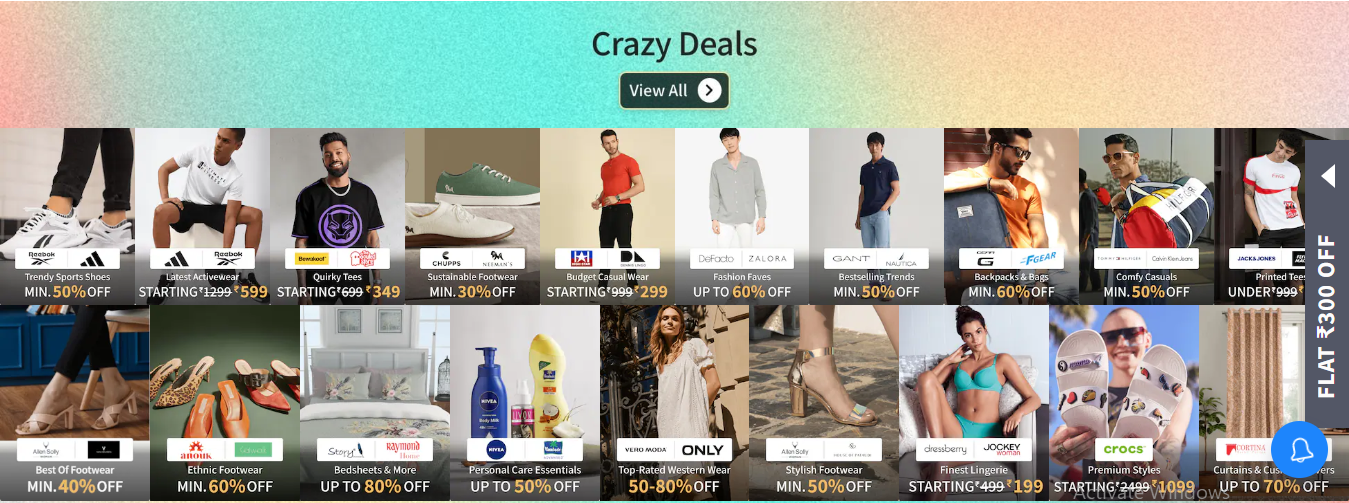 Crazy Deals
View All
Reebok
Trendy Sports Shoes
MIN. 50% OFF
Reebok
Latest Activewear
STARTING ₹1299 ₹599
Bewakoof
Quirky Tees
STARTING ₹699 ₹349
CHUPPS NEEMAN'S
Sustainable Footwear
MIN. 30% OFF
Budget Casual Wear
STARTING ₹999 ₹299
DeFacto ZALORA
Fashion Faves
UP TO 60% OFF
GANT NAUTICA
Bestselling Trends
MIN. 50% OFF
GEAR FGEAR
Backpacks & Bags
MIN. 60% OFF
TOMMY HILFIGER Calvin Klein Jeans
Comfy Casuals
MIN. 50% OFF
JACK & JONES
Printed Tees
UNDER ₹999
FLAT ₹300 OFF
Allen Solly
Best Of Footwear
MIN. 40% OFF
anouk
Ethnic Footwear
MIN. 60% OFF
Story Raymond Home
Bedsheets & More
UP TO 80% OFF
NIVEA
Body Milk
NIVEA
Personal Care Essentials
UP TO 50% OFF
VERO MODA ONLY
Top-Rated Western Wear
50-80% OFF
Allen Solly
Stylish Footwear
MIN. 50% OFF
dressberry JOCKEY woman
Finest Lingerie
STARTING ₹499 ₹199
crocs
Premium Styles
STARTING ₹2499 ₹1099
CORTINA
Curtains & Cus
UP TO 70% OFF
Activate Windows